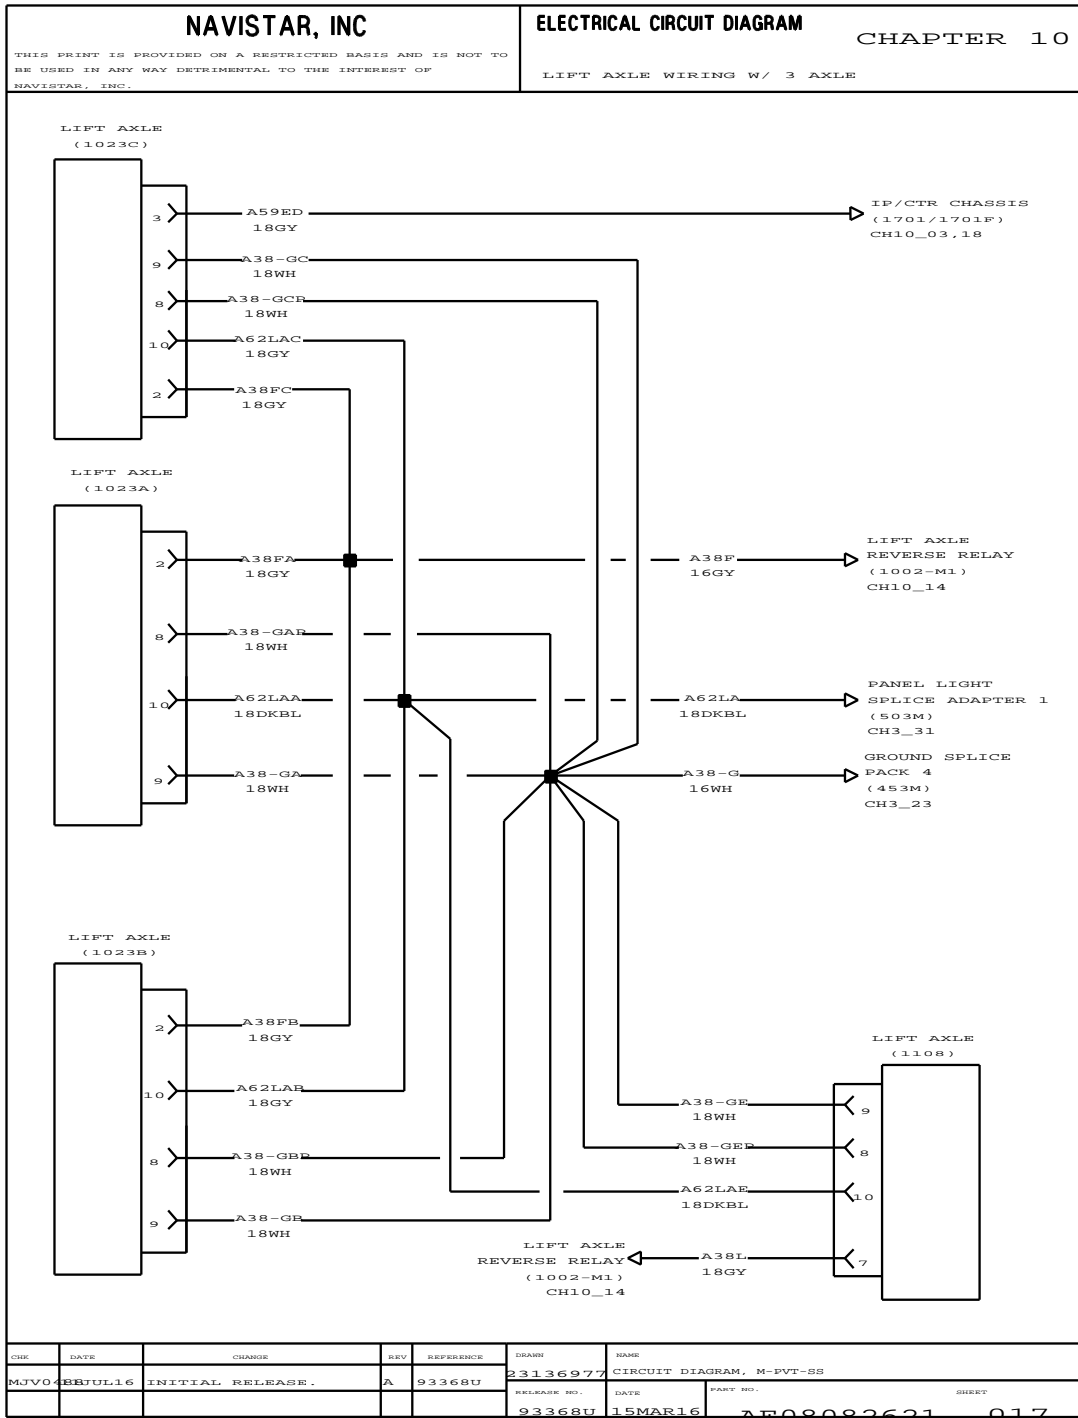 NAVISTAR, INC
THIS PRINT IS PROVIDED ON A RESTRICTED BASIS AND IS NOT TO
BE USED IN ANY WAY DETRIMENTAL TO THE INTEREST OF
NAVISTAR, INC.
ELECTRICAL CIRCUIT DIAGRAM
CHAPTER 10
LIFT AXLE WIRING W/ 3 AXLE
LIFT AXLE
(1023C)
3
A59ED
18GY
IP/CTR CHASSIS
(1701/1701F)
CH10_03,18
9
A38-GC
18WH
8
A38-GCP
18WH
10
A62LAC
18GY
2
A38FC
18GY
LIFT AXLE
(1023A)
2
A38FA
18GY
A38F
16GY
LIFT AXLE
REVERSE RELAY
(1002-M1)
CH10_14
8
A38-GAP
18WH
10
A62LAA
18DKBL
A62LA
18DKBL
PANEL LIGHT
SPLICE ADAPTER 1
(503M)
CH3_31
9
A38-GA
18WH
A38-G
16WH
GROUND SPLICE
PACK 4
(453M)
CH3_23
LIFT AXLE
(1023B)
2
A38FB
18GY
10
A62LAB
18GY
8
A38-GBP
18WH
9
A38-GB
18WH
LIFT AXLE
(1108)
A38-GE
18WH
9
A38-GEP
18WH
8
A62LAE
18DKBL
10
A38L
18GY
7
LIFT AXLE
REVERSE RELAY
(1002-M1)
CH10_14
CHK
DATE
CHANGE
REV
REFERENCE
JUL16
INITIAL RELEASE.
A
93368U
DRAWN
23136977
NAME
CIRCUIT DIAGRAM, M-PVT-SS
RELEASE NO.
93368U
DATE
15MAR16
PART NO.
SHEET
017